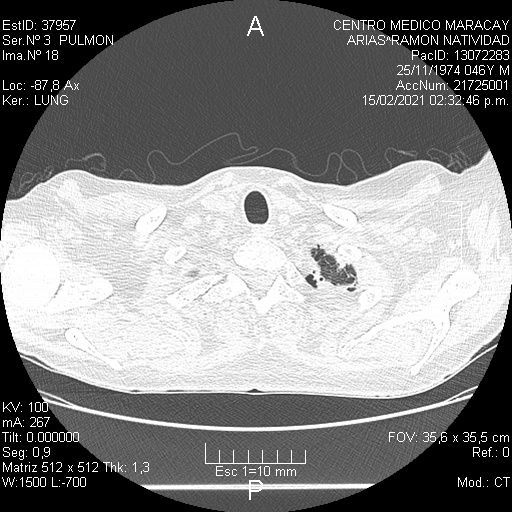 EstID: 37957
Ser.Nº 3 PULMON
Ima.Nº 18
Loc: -87,8 Ax
Ker.: LUNG
A
CENTRO MEDICO MARACAY
ARIAS^RAMON NATIVIDAD
PacID: 13072283
25/11/1974 046Y M
AccNum: 21725001
15/02/2021 02:32:46 p.m.
KV: 100
mA: 267
Tilt: 0.000000
Seg: 0,9
Matriz 512 x 512 Thk: 1,3
W:1500 L:-700
Esc 1=10 mm
P
FOV: 35,6 x 35,5 cm
Ref.: 0
Mod.: CT